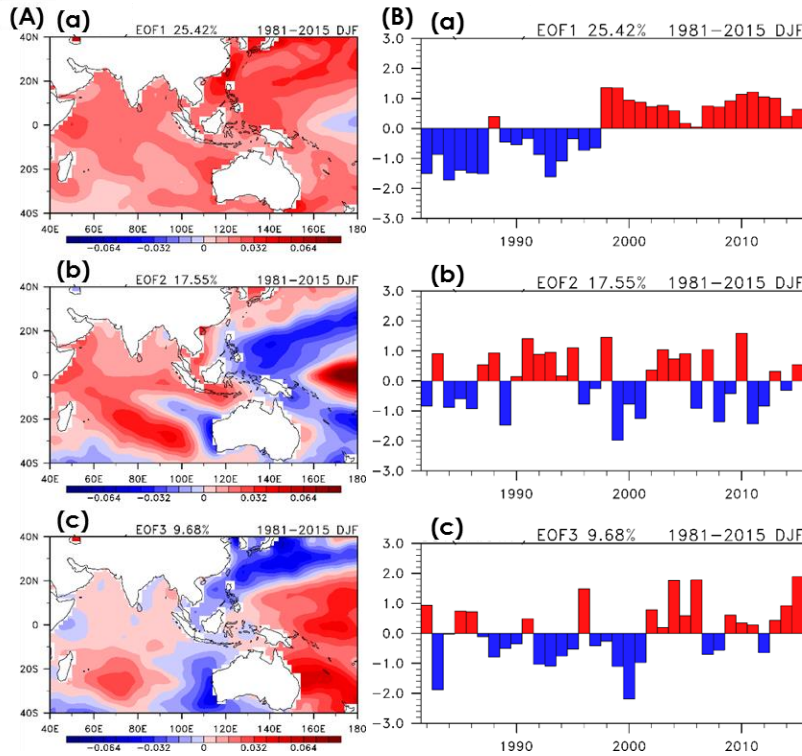 (A) (a)
EOF1 25.42% 1981−2015 DJF
40N
20N
0
20S
40S
40E 60E 80E 100E 120E 140E 160E 180
−0.064 −0.032 0 0.032 0.064
(b)
EOF2 17.55% 1981−2015 DJF
40N
20N
0
20S
40S
40E 60E 80E 100E 120E 140E 160E 180
−0.064 −0.032 0 0.032 0.064
(c)
EOF3 9.68% 1981−2015 DJF
40N
20N
0
20S
40S
40E 60E 80E 100E 120E 140E 160E 180
−0.064 −0.032 0 0.032 0.064
(B) (a)
EOF1 25.42% 1981−2015 DJF
3.0
2.0
1.0
0.0
−1.0
−2.0
−3.0
1990 2000 2010
(b)
EOF2 17.55% 1981−2015 DJF
3.0
2.0
1.0
0.0
−1.0
−2.0
−3.0
1990 2000 2010
(c)
EOF3 9.68% 1981−2015 DJF
3.0
2.0
1.0
0.0
−1.0
−2.0
−3.0
1990 2000 2010